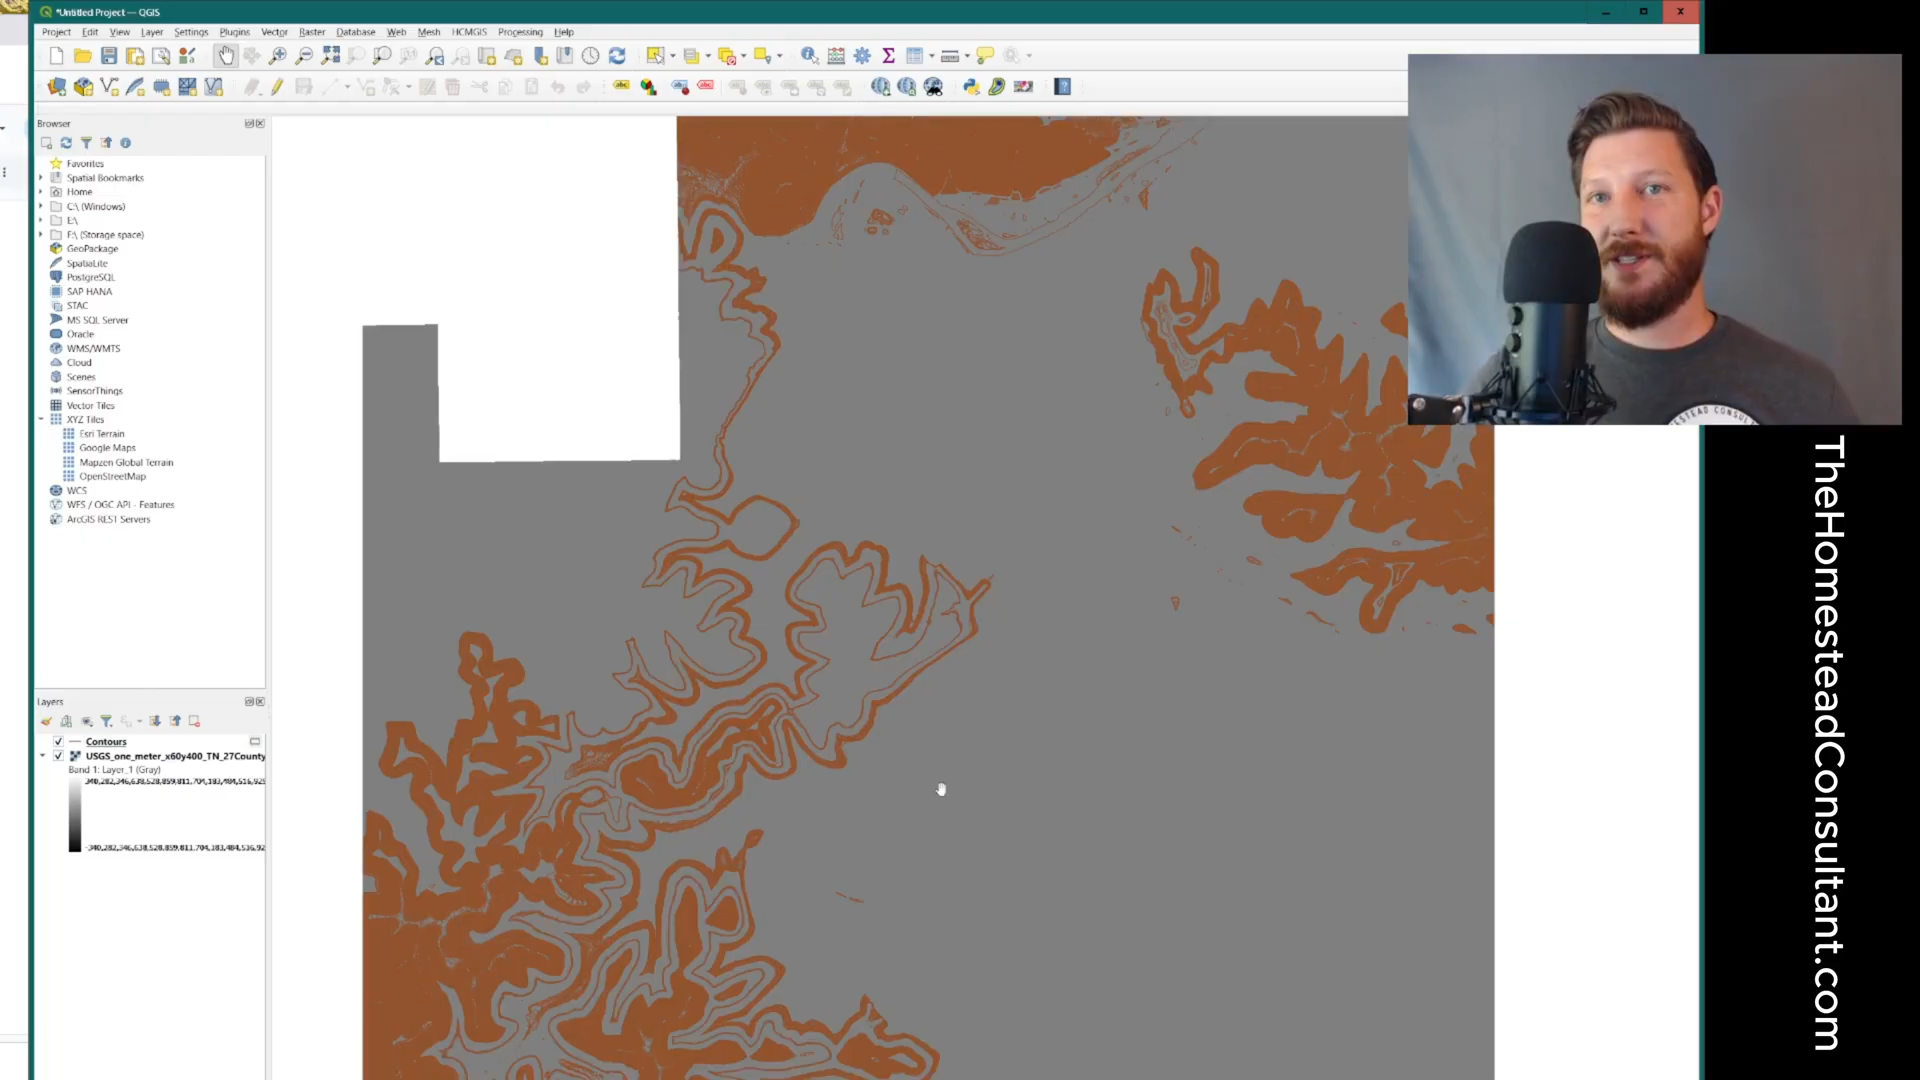 *Untitled Project — QGIS
Project Edit View Layer Settings Plugins Vector Raster Database Web Mesh HCMGIS Processing Help
Browser
Favorites
Spatial Bookmarks
Home
C:\ (Windows)
E:\
F:\ (Storage space)
GeoPackage
SpatiaLite
PostgreSQL
SAP HANA
STAC
MS SQL Server
Oracle
WMS/WMTS
Cloud
Scenes
SensorThings
Vector Tiles
XYZ Tiles
Esri Terrain
Google Maps
Mapzen Global Terrain
OpenStreetMap
WCS
WFS / OGC API - Features
ArcGIS REST Servers
Layers
Contours
USGS_one_meter_x60y400_TN_27County
Band 1: Layer_1 (Gray)
TheHomesteadConsultant.com